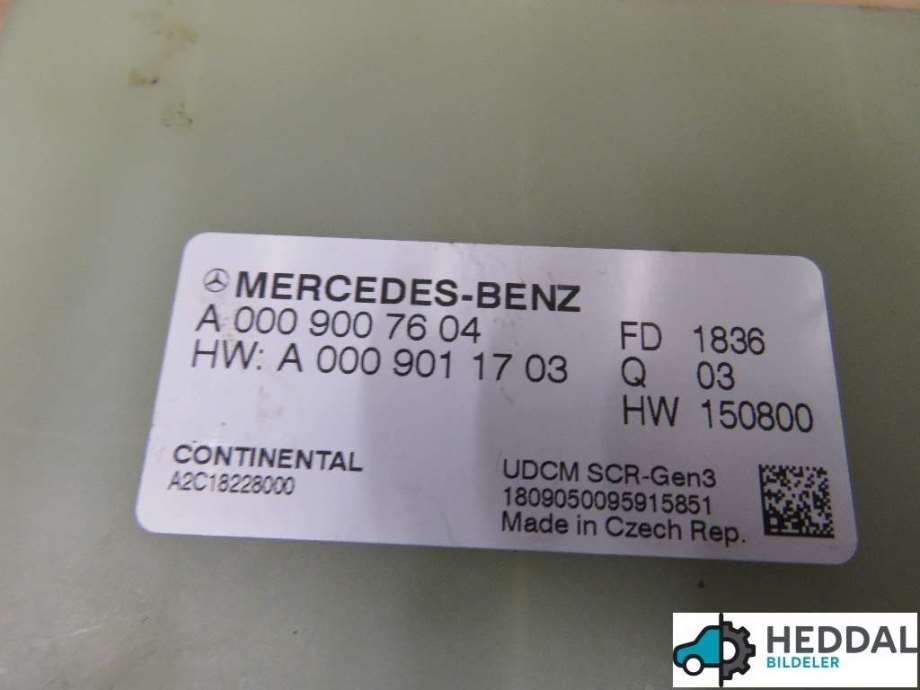 MERCEDES-BENZ
A 000 900 76 04
HW: A 000 901 17 03
FD 1836
Q 03
HW 150800
CONTINENTAL
A2C18228000
UDCM SCR-Gen3
1809050095915851
Made in Czech Rep.
HEDDAL
BILDELER